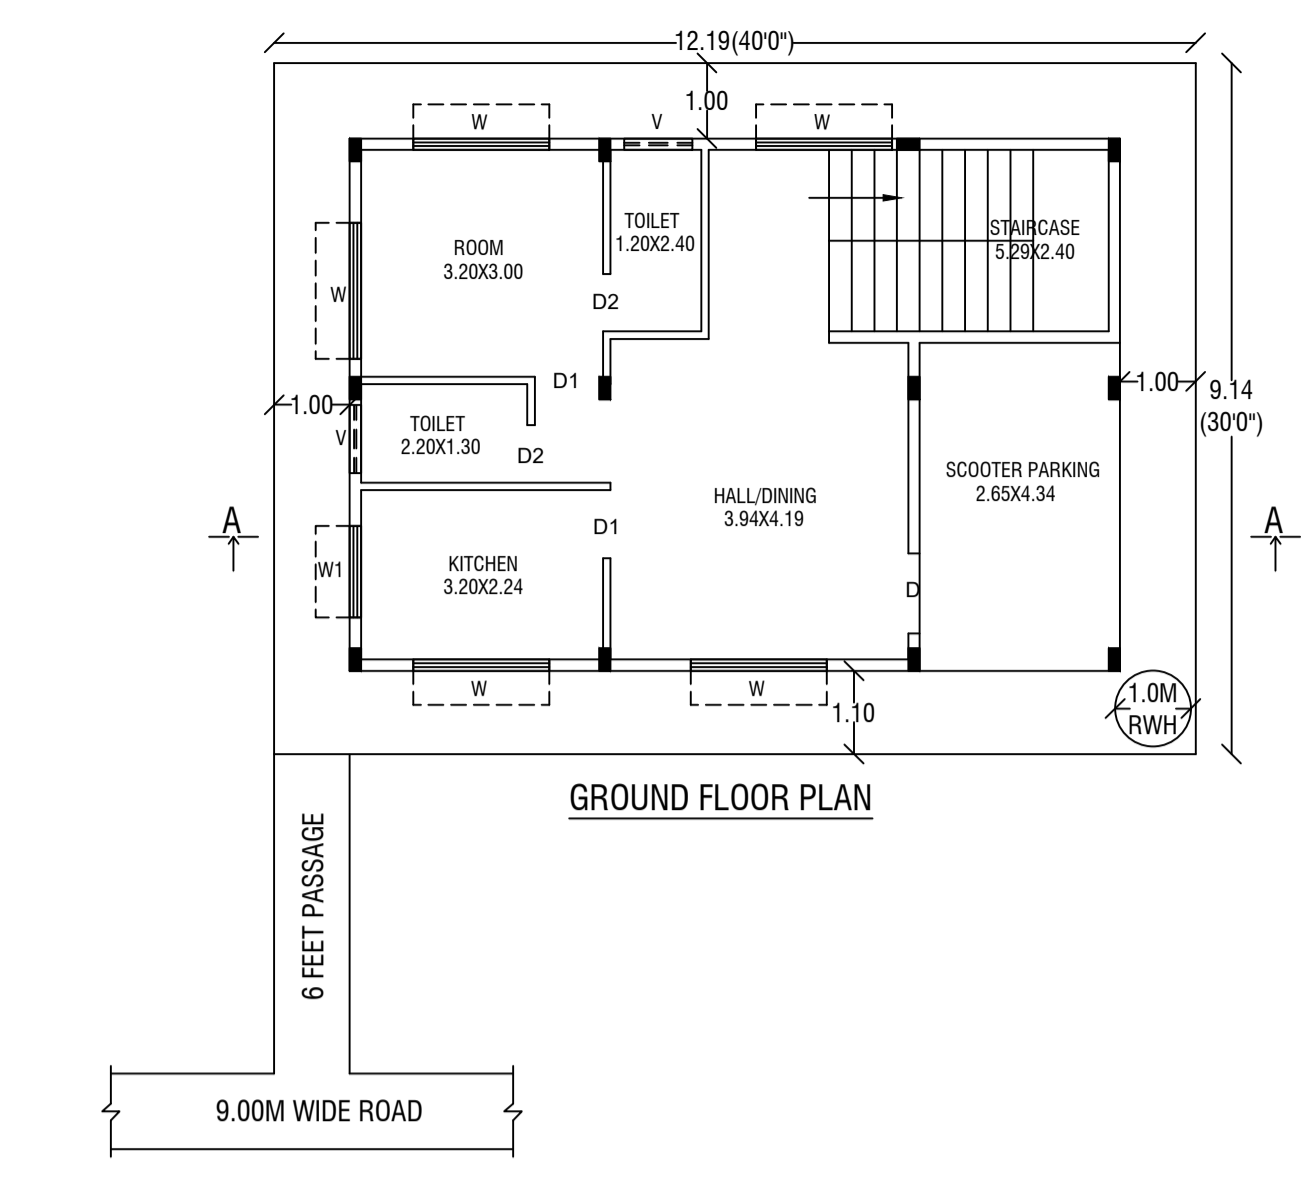 12.19(40'0")
1.00
W
V
W
TOILET
1.20X2.40
STAIRCASE
5.29X2.40
ROOM
3.20X3.00
W
D2
D1
1.00
9.14
(30'0")
1.00
TOILET
2.20X1.30
V
D2
SCOOTER PARKING
2.65X4.34
HALL/DINING
3.94X4.19
A
A
D1
KITCHEN
3.20X2.24
W1
D
W
W
1.10
1.0M
RWH
GROUND FLOOR PLAN
6 FEET PASSAGE
9.00M WIDE ROAD